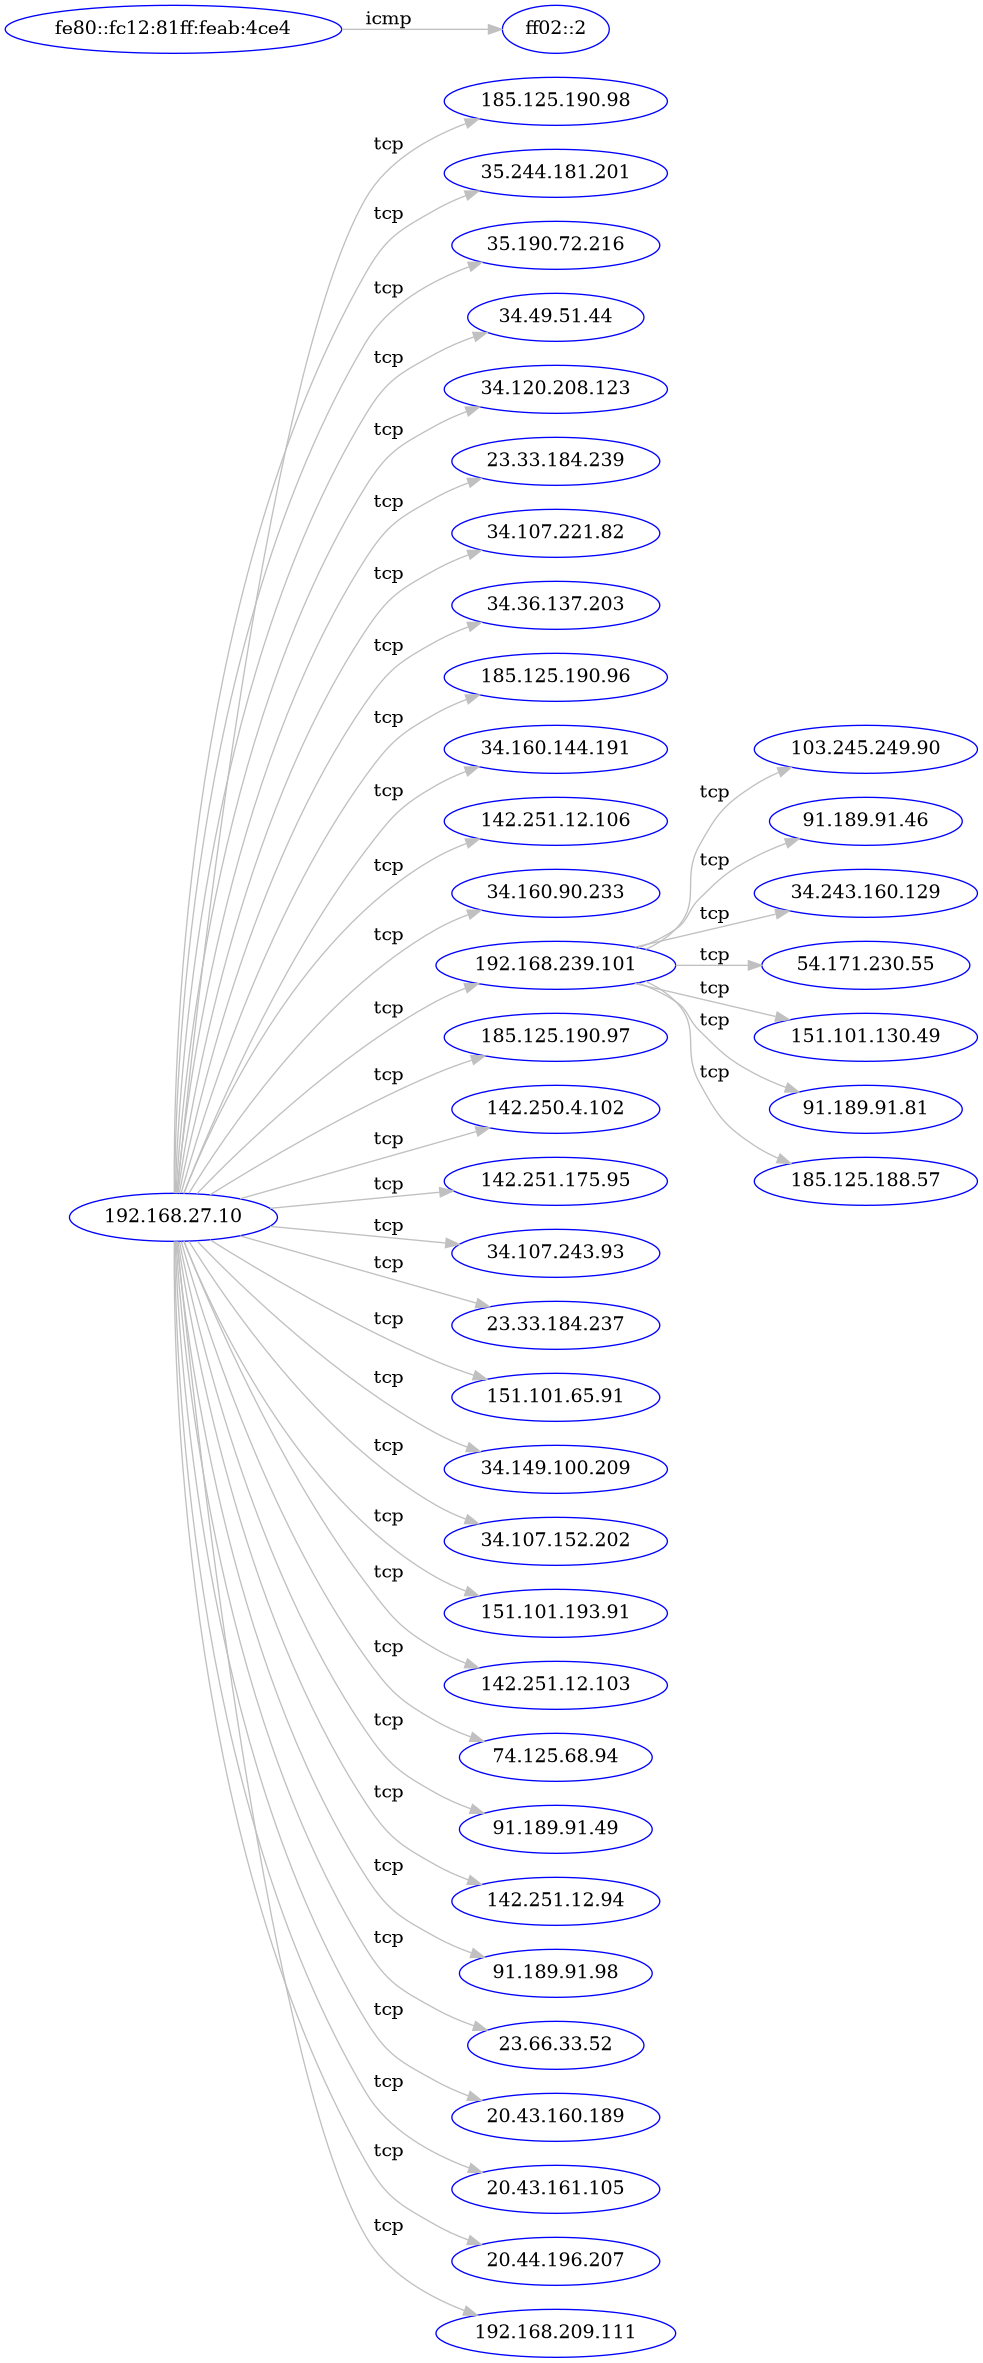 fe80::fc12:81ff:feab:4ce4
icmp
ff02::2
185.125.190.98
tcp
35.244.181.201
tcp
35.190.72.216
tcp
34.49.51.44
tcp
34.120.208.123
tcp
23.33.184.239
tcp
34.107.221.82
tcp
34.36.137.203
tcp
185.125.190.96
tcp
34.160.144.191
103.245.249.90
tcp
tcp
142.251.12.106
91.189.91.46
tcp
tcp
34.160.90.233
34.243.160.129
tcp
tcp
192.168.239.101
tcp
54.171.230.55
tcp
tcp
185.125.190.97
151.101.130.49
tcp
tcp
tcp
142.250.4.102
91.189.91.81
tcp
142.251.175.95
185.125.188.57
tcp
192.168.27.10
tcp
34.107.243.93
tcp
23.33.184.237
tcp
151.101.65.91
tcp
34.149.100.209
tcp
34.107.152.202
tcp
151.101.193.91
tcp
142.251.12.103
tcp
74.125.68.94
tcp
91.189.91.49
tcp
142.251.12.94
tcp
91.189.91.98
tcp
23.66.33.52
tcp
20.43.160.189
tcp
20.43.161.105
tcp
20.44.196.207
tcp
192.168.209.111